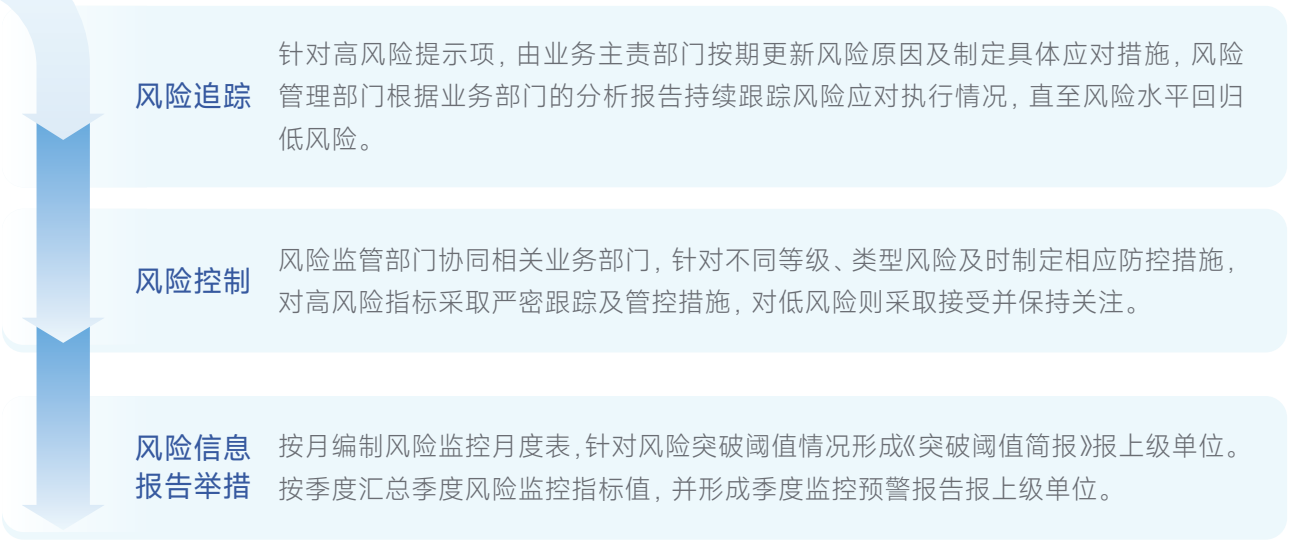 风险追踪
针对高风险提示项，由业务主责部门按期更新风险原因及制定具体应对措施，风险
管理部门根据业务部门的分析报告持续跟踪风险应对执行情况，直至风险水平回归
低风险。
风险控制
风险监管部门协同相关业务部门，针对不同等级、类型风险及时制定相应防控措施，
对高风险指标采取严密跟踪及管控措施，对低风险则采取接受并保持关注。
风险信息
报告举措
按月编制风险监控月度表，针对风险突破阈值情况形成《突破阈值简报》报上级单位。
按季度汇总季度风险监控指标值，并形成季度监控预警报告报上级单位。